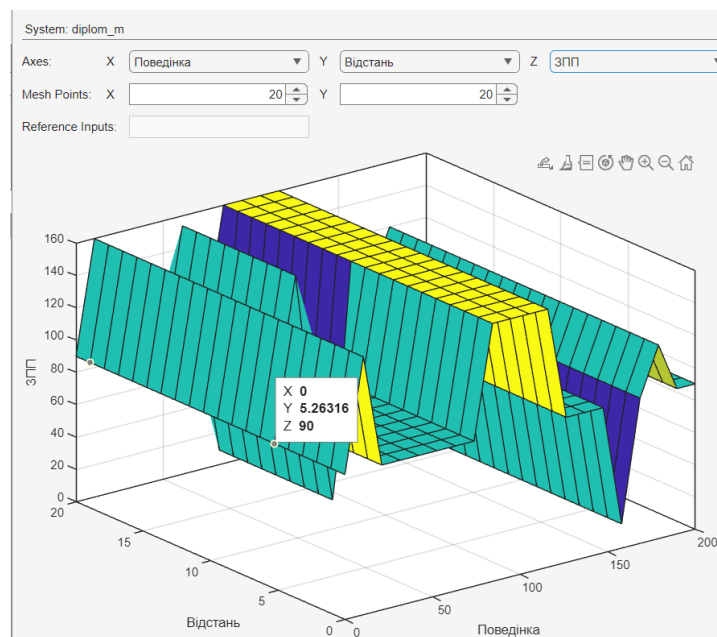 System: diplom_m
Axes: X Поведінка Y Відстань Z ЗПП
Mesh Points: X 20 Y 20
Reference Inputs:
160
140
120
100
80
60
40
20
0
ЗПП
X 0
Y 5.26316
Z 90
20
15
10
5
0
Відстань
0
50
100
150
200
Поведінка